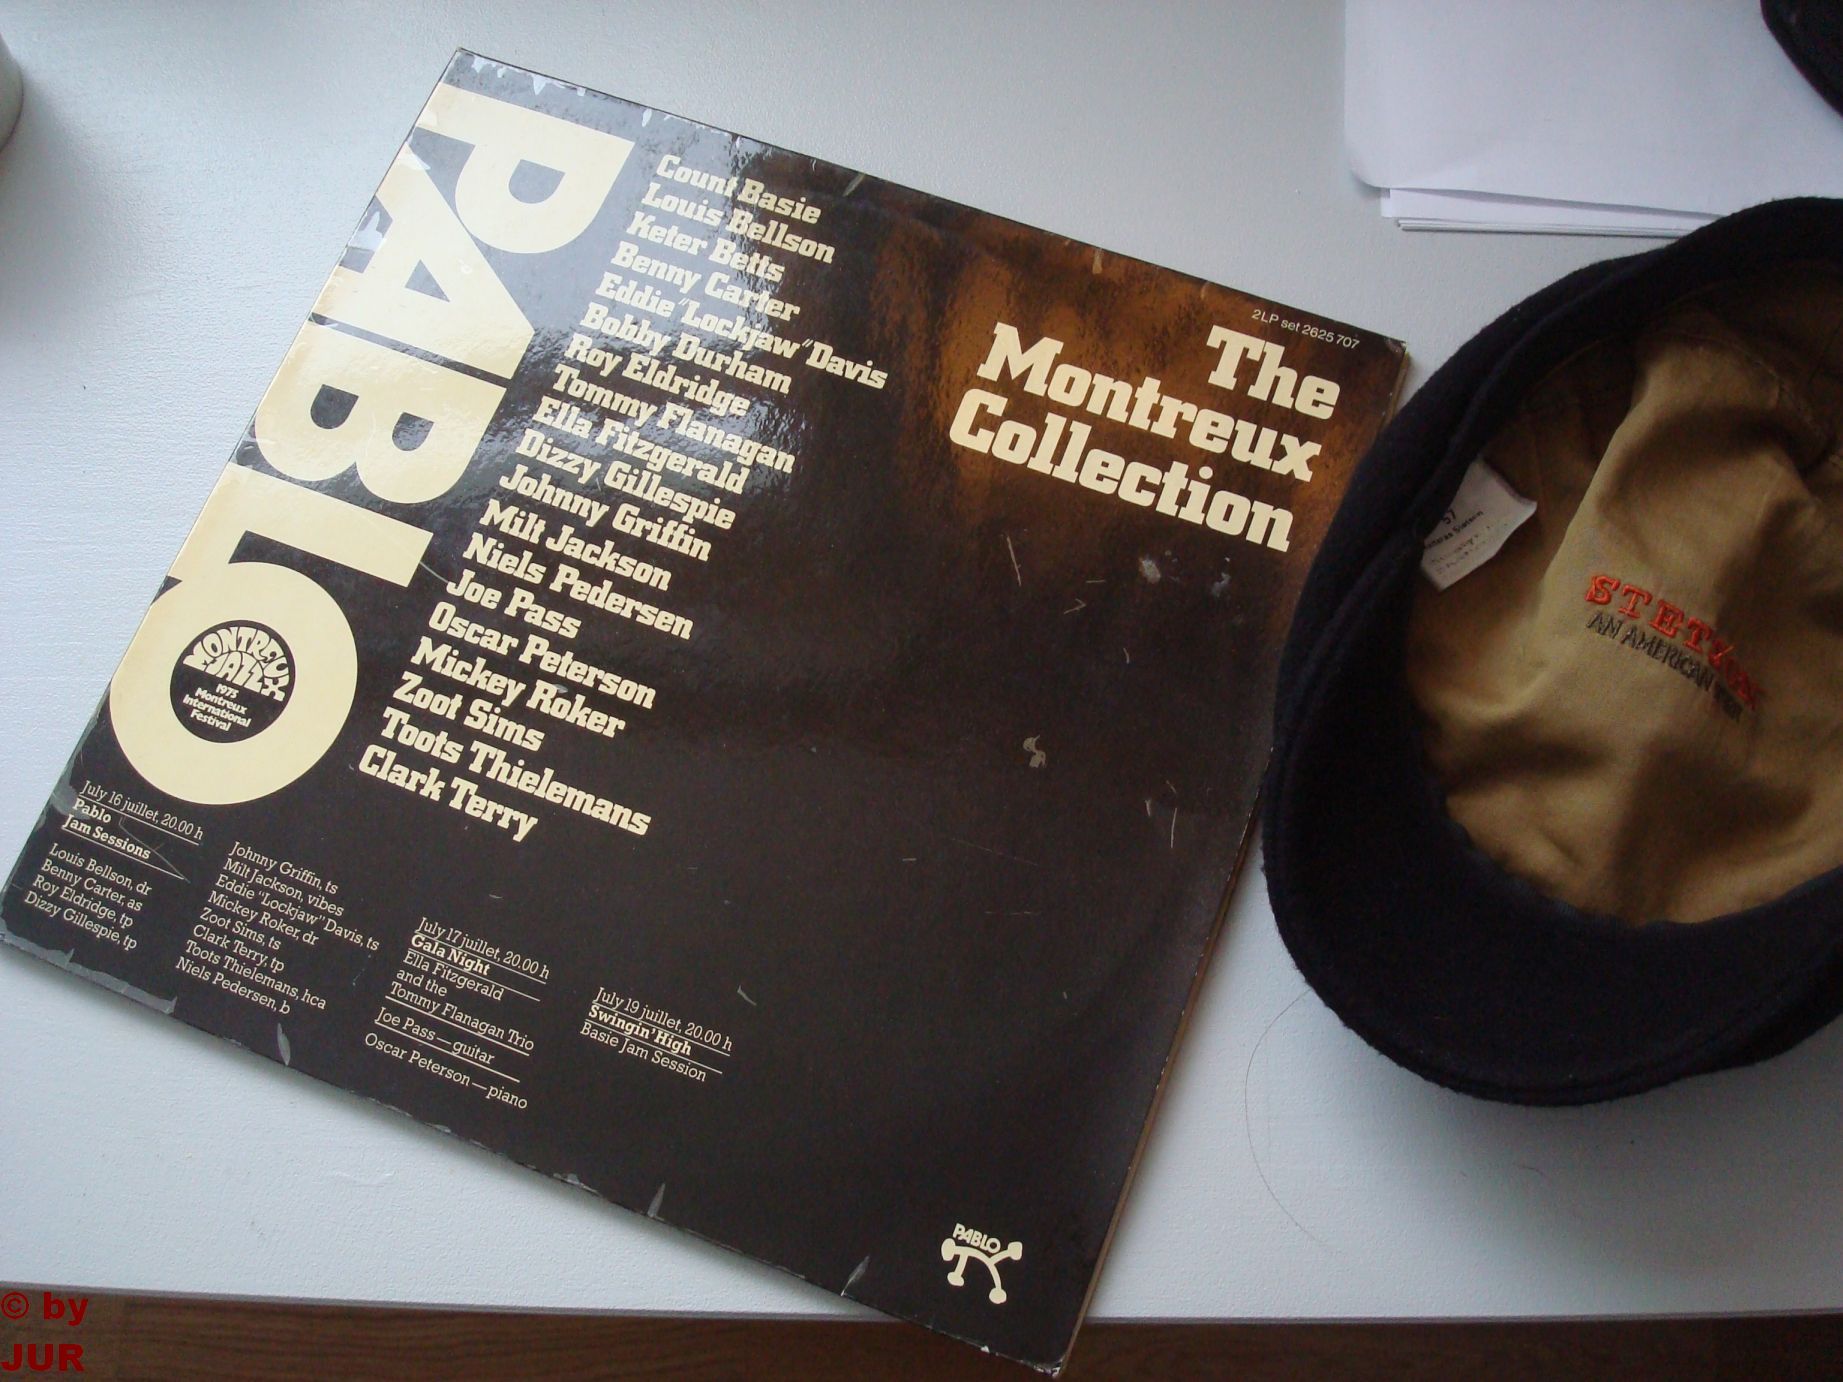 PABLO
MONTREUX
JAZZ
1975
Montreux
International
Festival
Count Basie
Louis Bellson
Keter Betts
Benny Carter
Eddie "Lockjaw" Davis
Bobby Durham
Roy Eldridge
Tommy Flanagan
Ella Fitzgerald
Dizzy Gillespie
Johnny Griffin
Milt Jackson
Niels Pedersen
Joe Pass
Oscar Peterson
Mickey Roker
Zoot Sims
Toots Thielemans
Clark Terry
2LP set 2625 707
The
Montreux
Collection
July 16 juillet, 20.00 h
Pablo
Jam Sessions
Louis Bellson, dr
Benny Carter, as
Roy Eldridge, tp
Dizzy Gillespie, tp
Johnny Griffin, ts
Milt Jackson, vibes
Eddie "Lockjaw" Davis, ts
Mickey Roker, dr
Zoot Sims, ts
Clark Terry, tp
Toots Thielemans, hca
Niels Pedersen, b
July 17 juillet, 20.00 h
Gala Night
Ella Fitzgerald
and the
Tommy Flanagan Trio
Joe Pass — guitar
Oscar Peterson — piano
July 19 juillet, 20.00 h
Swingin' High
Basie Jam Session
PABLO
57
STETSON
AN AMERICAN
© by
JUR